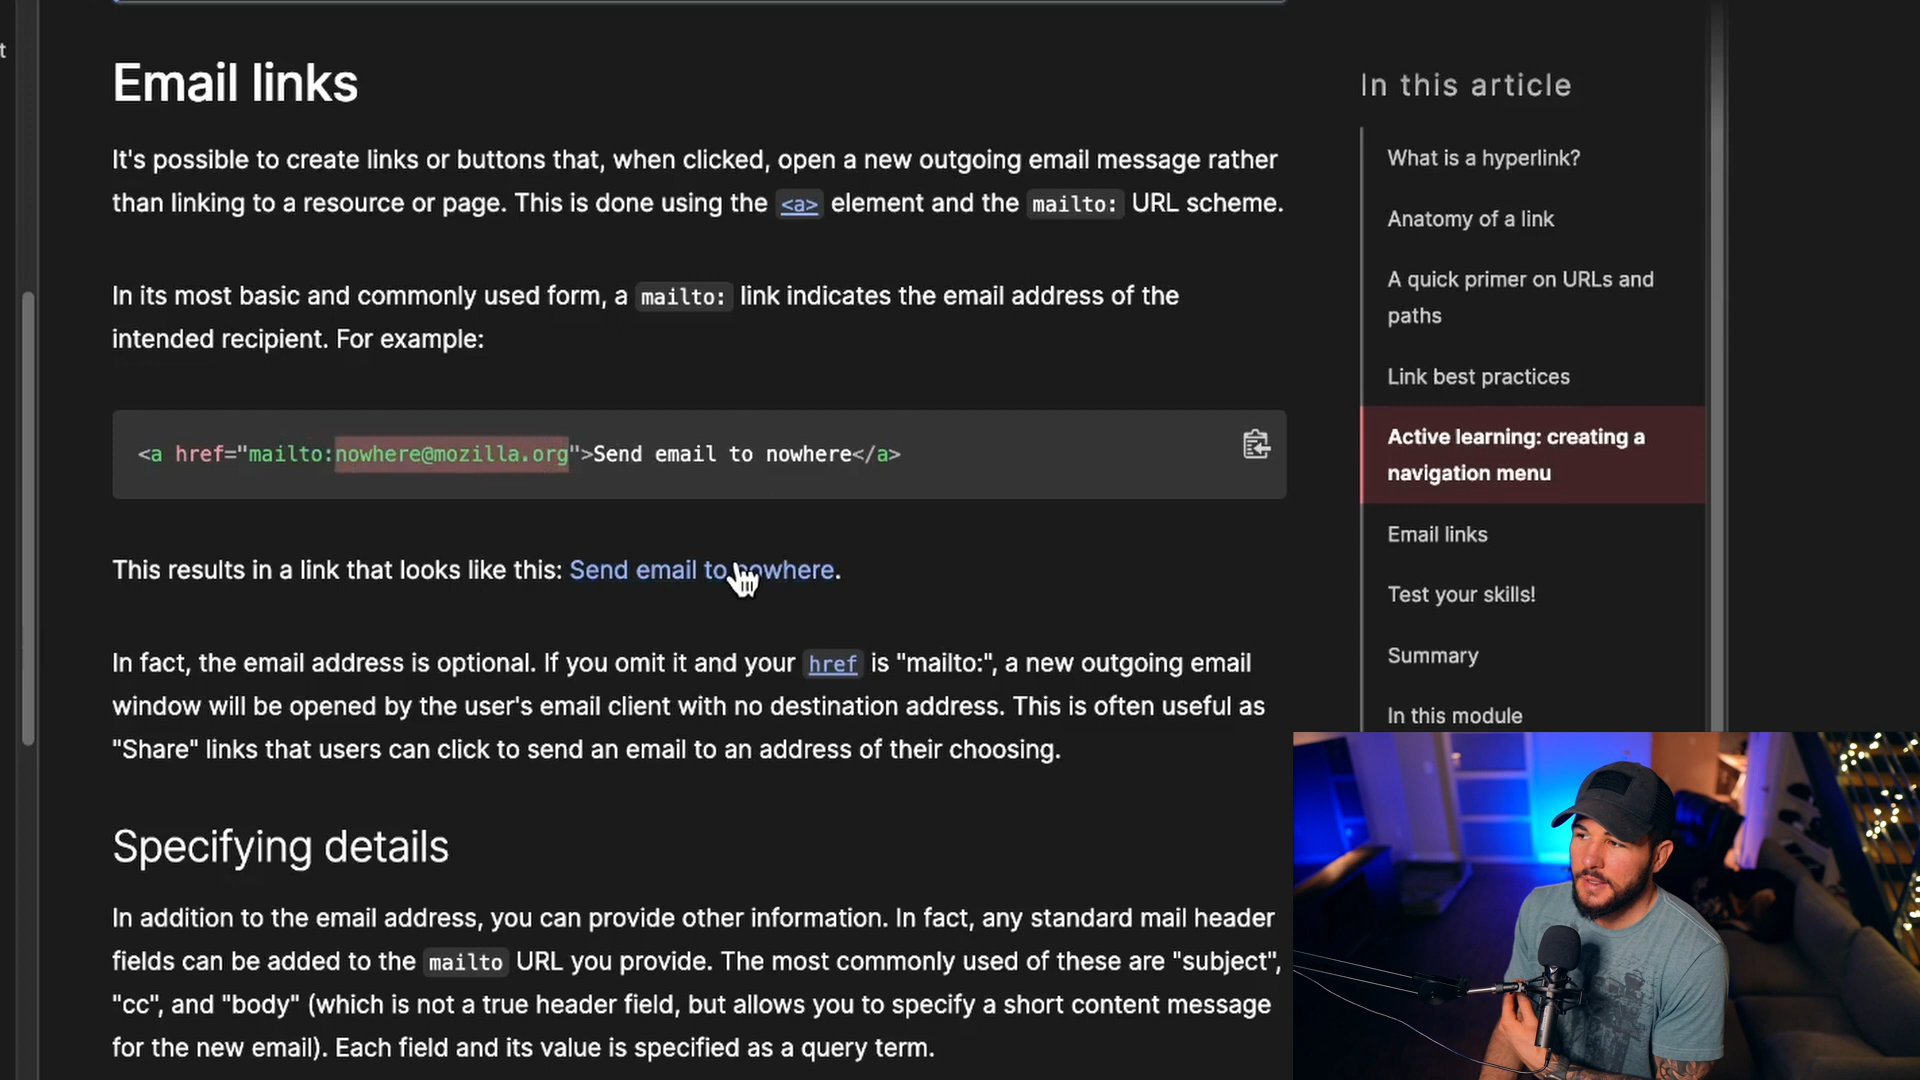 t
Email links
It's possible to create links or buttons that, when clicked, open a new outgoing email message rather
than linking to a resource or page. This is done using the <a> element and the mailto: URL scheme.
In its most basic and commonly used form, a mailto: link indicates the email address of the
intended recipient. For example:
<a href="mailto:nowhere@mozilla.org">Send email to nowhere</a>
This results in a link that looks like this: Send email to nowhere.
In fact, the email address is optional. If you omit it and your href is "mailto:", a new outgoing email
window will be opened by the user's email client with no destination address. This is often useful as
"Share" links that users can click to send an email to an address of their choosing.
Specifying details
In addition to the email address, you can provide other information. In fact, any standard mail header
fields can be added to the mailto URL you provide. The most commonly used of these are "subject",
"cc", and "body" (which is not a true header field, but allows you to specify a short content message
for the new email). Each field and its value is specified as a query term.
In this article
What is a hyperlink?
Anatomy of a link
A quick primer on URLs and
paths
Link best practices
Active learning: creating a
navigation menu
Email links
Test your skills!
Summary
In this module